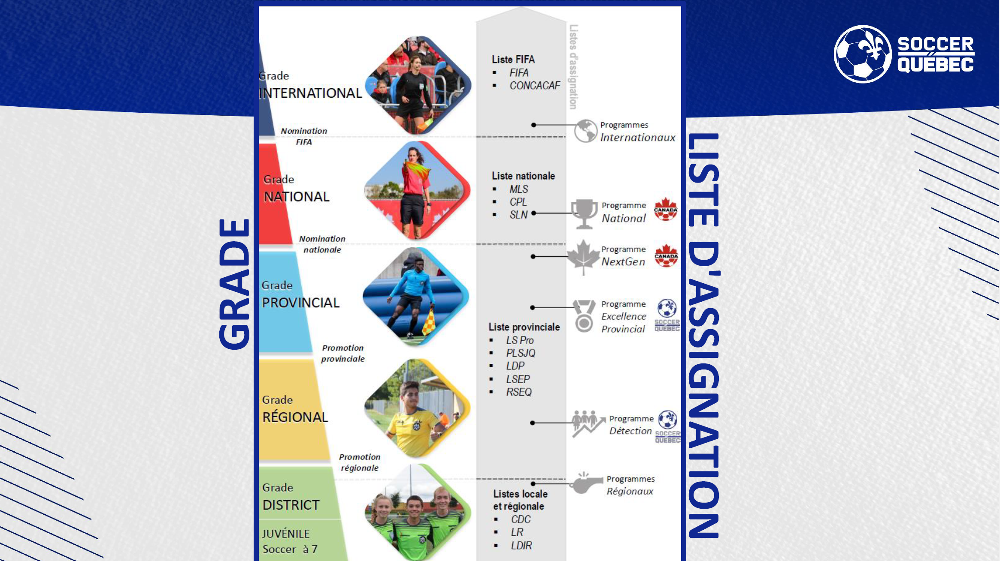 SOCCER
QUÉBEC
GRADE
LISTE D'ASSIGNATION
Listes d'assignation
Grade
INTERNATIONAL
Liste FIFA
▪ FIFA
▪ CONCACAF
Nomination
FIFA
Programmes
Internationaux
Grade
NATIONAL
Liste nationale
▪ MLS
▪ CPL
▪ SLN
Programme
National
CANADA
Nomination
nationale
Programme
NextGen
CANADA
Grade
PROVINCIAL
Programme
Excellence
Provincial
SOCCER
QUÉBEC
Liste provinciale
▪ LS Pro
▪ PLSJQ
▪ LDP
▪ LSEP
▪ RSEQ
Promotion
provinciale
Grade
RÉGIONAL
Programme
Détection
SOCCER
QUÉBEC
Promotion
régionale
Programmes
Régionaux
Grade
DISTRICT
Listes locale
et régionale
▪ CDC
▪ LR
▪ LDIR
JUVÉNILE
Soccer à 7